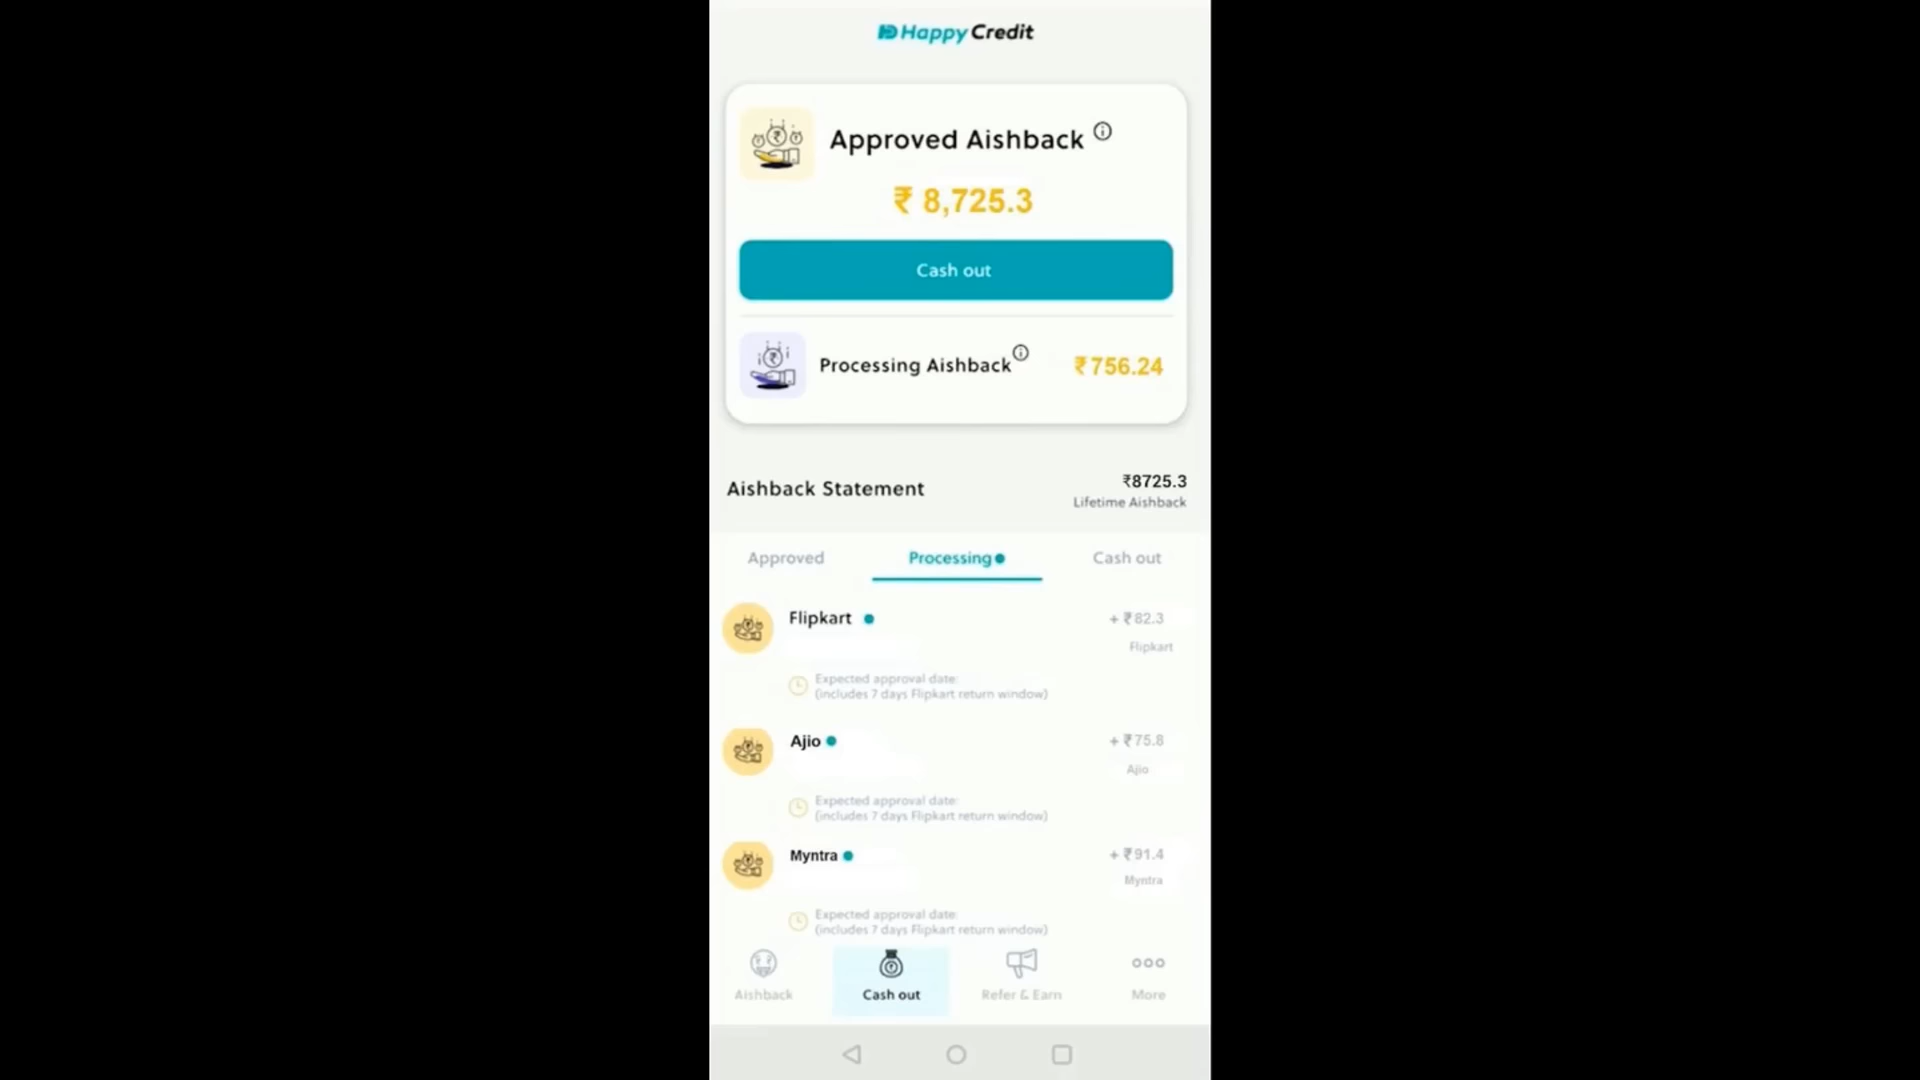 Happy Credit
Approved Aishback
₹ 8,725.3
Cash out
Processing Aishback
₹756.24
Aishback Statement
₹8725.3
Lifetime Aishback
Approved
Processing
Cash out
Flipkart
+ ₹82.3
Flipkart
Expected approval date:
(includes 7 days Flipkart return window)
Ajio
+ ₹75.8
Ajio
Expected approval date:
(includes 7 days Flipkart return window)
Myntra
+ ₹91.4
Myntra
Expected approval date:
(includes 7 days Flipkart return window)
Aishback
Cash out
Refer & Earn
More